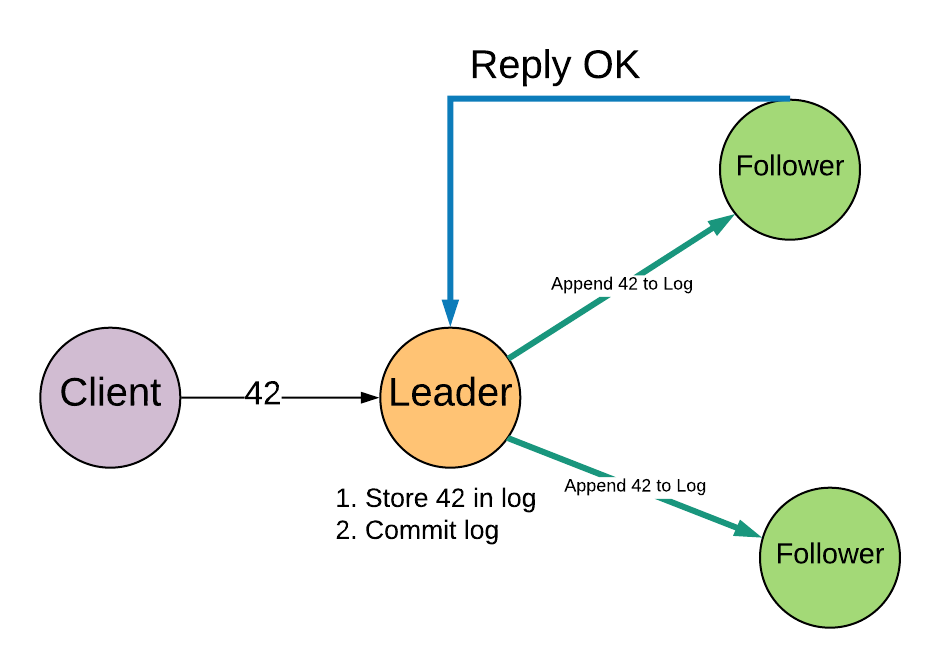 Reply OK
Follower
Append 42 to Log
Client
42
Leader
Append 42 to Log
1. Store 42 in log
2. Commit log
Follower